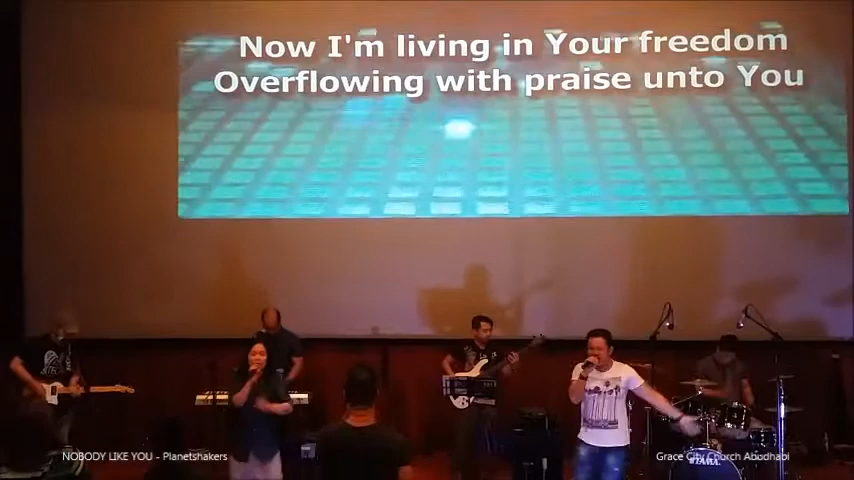 Now I'm living in Your freedom
Overflowing with praise unto You
NOBODY LIKE YOU - Planetshakers
Grace City Church Abudhabi
TAMA